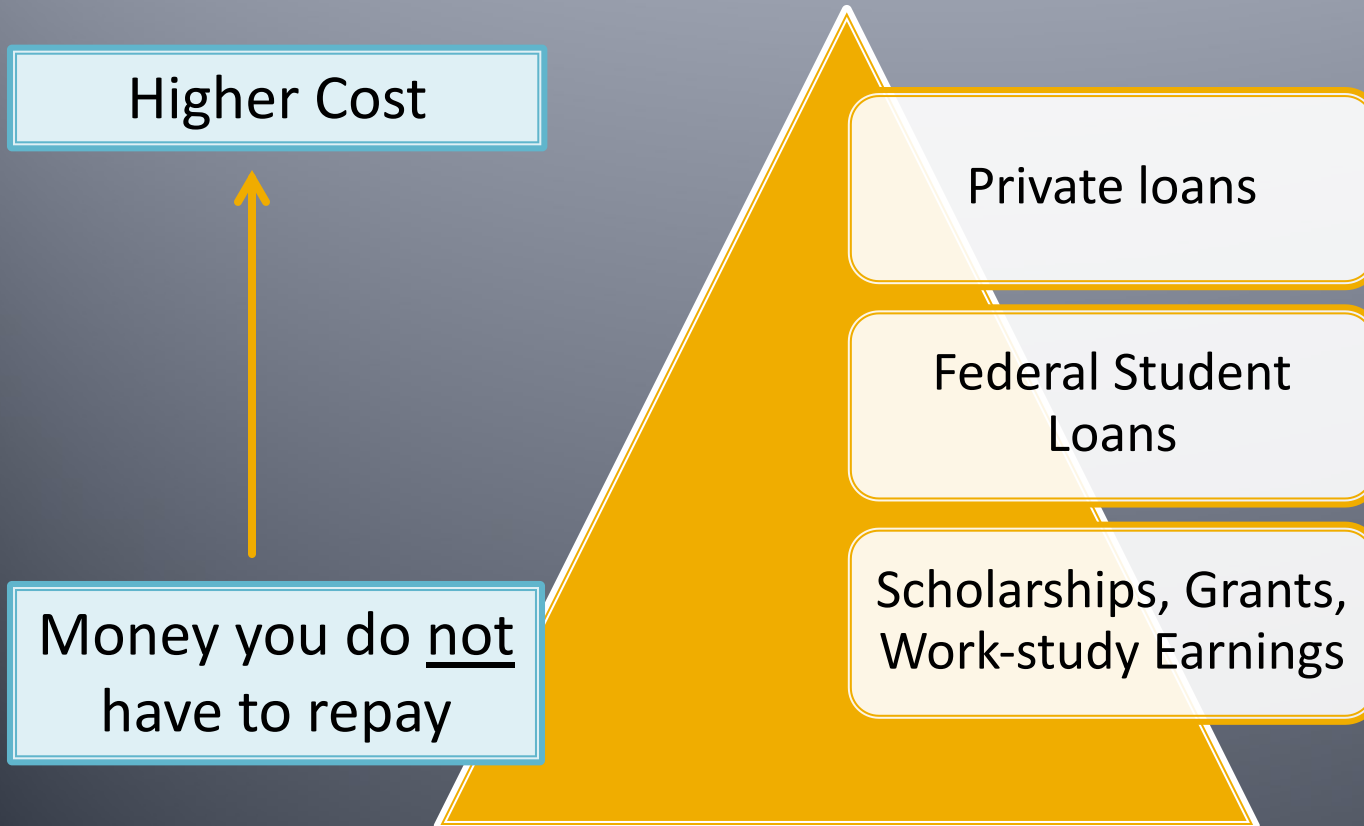 Higher Cost
Private loans
Federal Student
Loans
Scholarships, Grants,
Work-study Earnings
Money you do not
have to repay